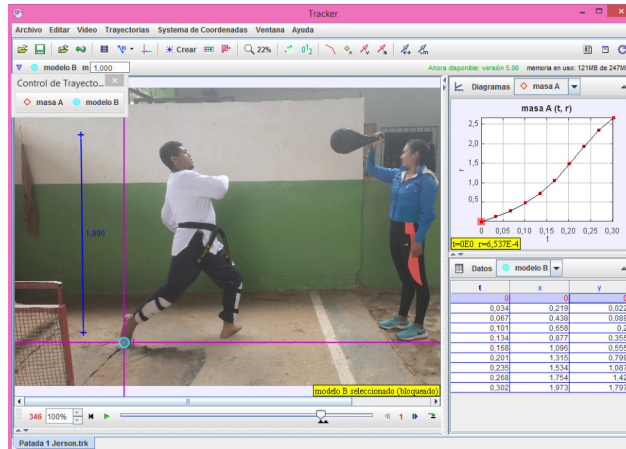 Tracker
Archivo Editar Video Trayectorias Sistema de Coordenadas Ventana Ayuda
Crear 22%
modelo B m 1,000
Ahora disponible: versión 5.06 memoria en uso: 121MB de 247MB
Control de Trayecto...
masa A modelo B
1,800
modelo B seleccionado (bloqueado)
346 100% 1
Patada 1 Jerson.trk
Diagramas masa A
masa A (t, r)
2,5
2,0
1,5
1,0
0,5
r
0 0,05 0,10 0,15 0,20 0,25 0,30
t
t=0E0 r=6,537E-4
Datos modelo B
t x y
0 0 0
0,034 0,219 0,022
0,067 0,438 0,089
0,101 0,658 0,2
0,134 0,877 0,355
0,168 1,096 0,555
0,201 1,315 0,799
0,235 1,534 1,087
0,268 1,754 1,42
0,302 1,973 1,797